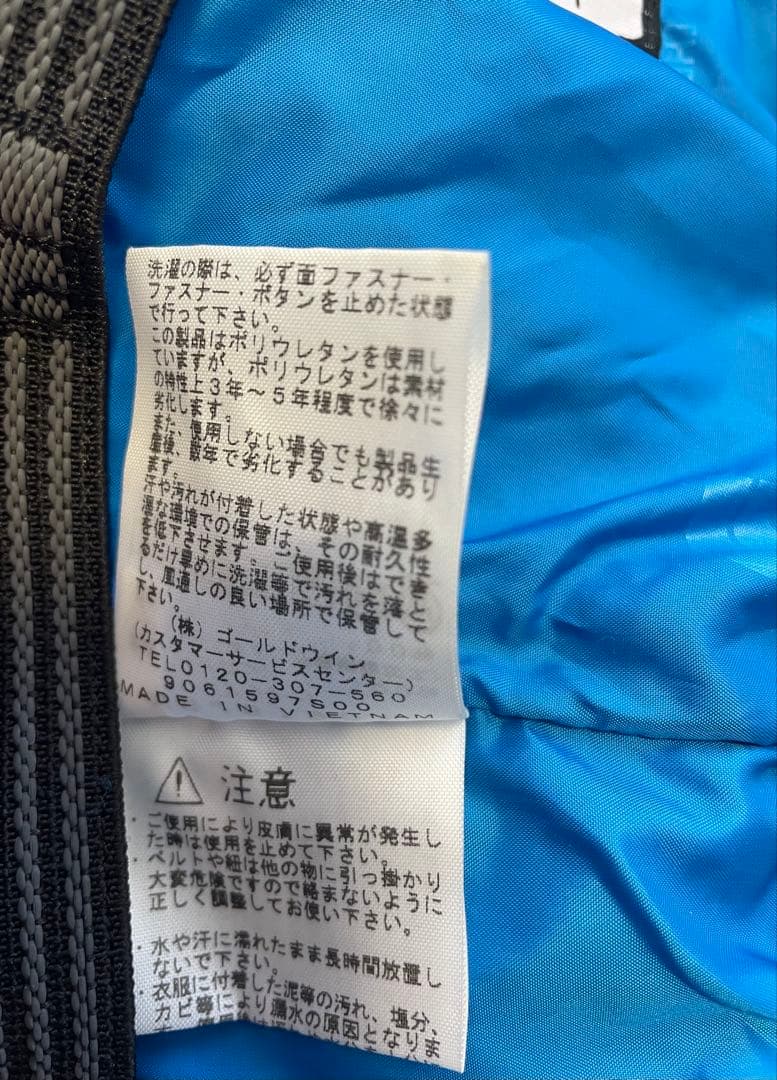 洗濯の際は、必ず面ファスナー・
ファスナー・ボタンを止めた状態
で行って下さい。
この製品はポリウレタンを使用し
ていますが、ポリウレタンは素材
の特性上3年～5年程度で徐々に
劣化します。
また、使用しない場合でも製品生
産後、数年で劣化することがあり
ます。
汗や汚れが付着した状態や高温多
湿な環境での保管は、その耐久性
を低下させます。ご使用後はでき
るだけ早めに洗濯等で汚れを落と
し、風通しの良い場所で保管して
下さい。
(株)ゴールドウイン
(カスタマーサービスセンター)
TEL0120-307-560
9061597S00
MADE IN VIETNAM
注意
・ご使用により皮膚に異常が発生し
た時は使用を止めて下さい。
・ベルトや紐は他の物に引っ掛かり
大変危険ですので絡まないように
正しく調整してお使い下さい。
・水や汗に濡れたまま長時間放置し
ないで下さい。
・衣服に付着した泥等の汚れ、塩分、
カビ等により漏水の原因となりま